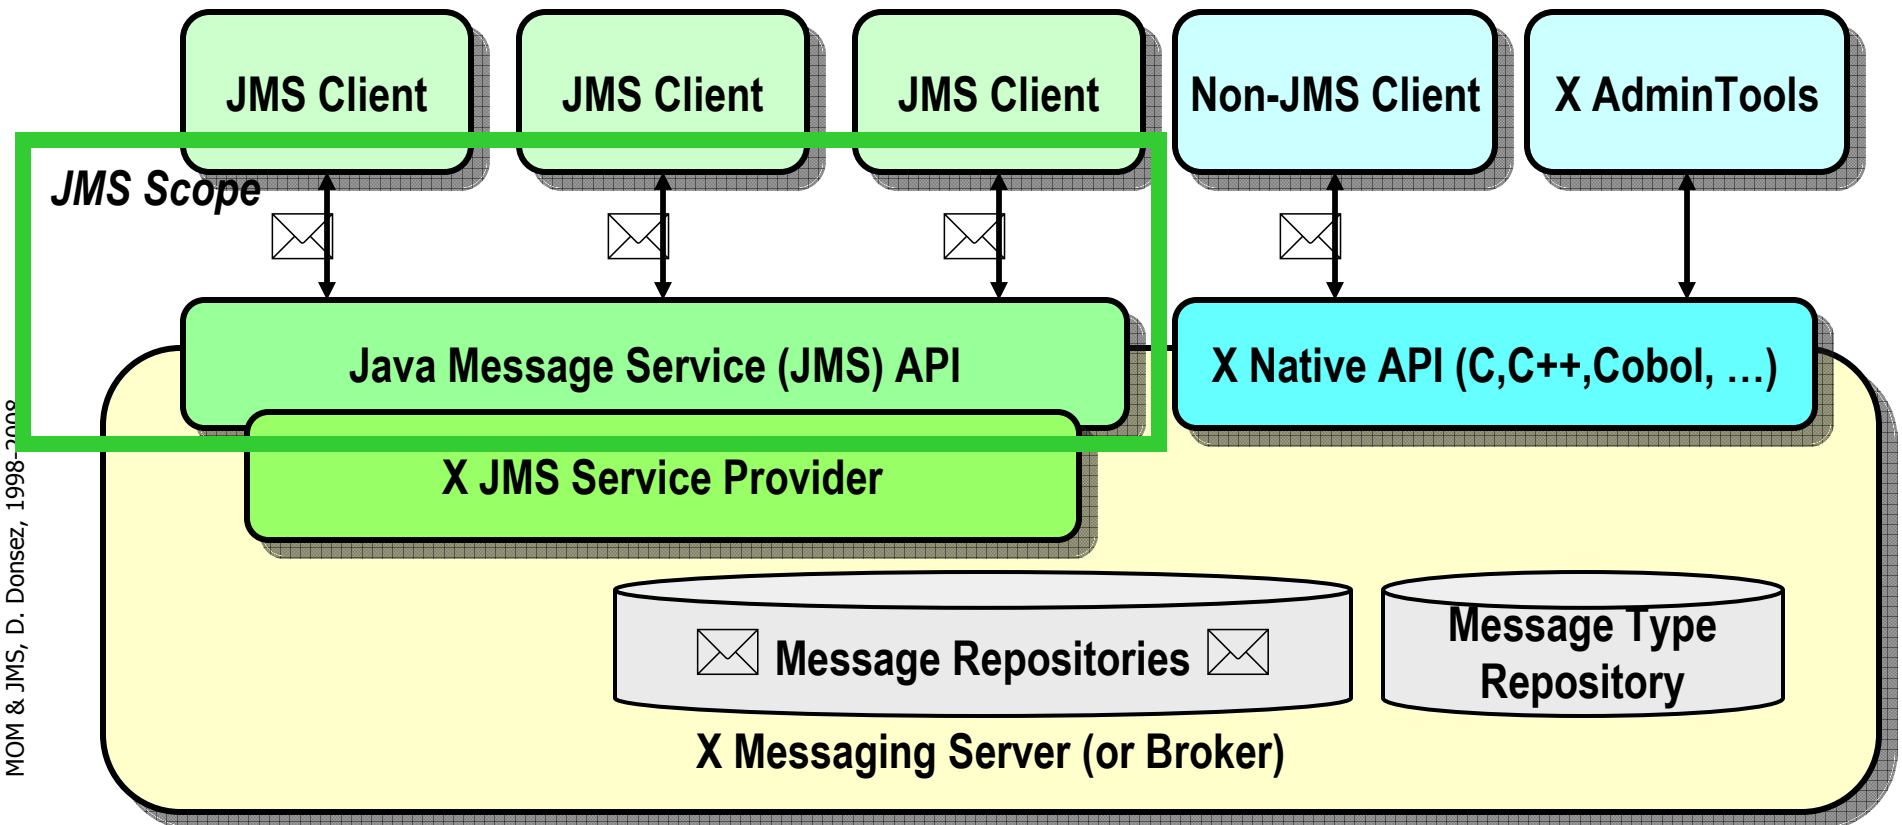 JMS Client
JMS Client
JMS Client
Non-JMS Client
X AdminTools
JMS Scope
Java Message Service (JMS) API
X Native API (C,C++,Cobol, …)
X JMS Service Provider
Message Repositories
Message Type
Repository
X Messaging Server (or Broker)
MOM & JMS, D. Donsez, 1998-2008